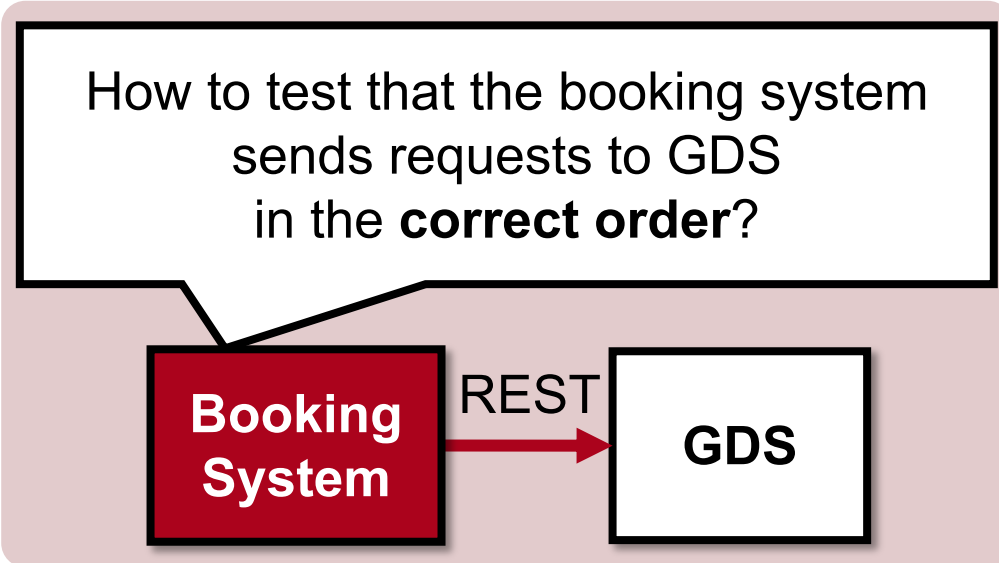 How to test that the booking system
sends requests to GDS
in the correct order?
REST
Booking
System
GDS